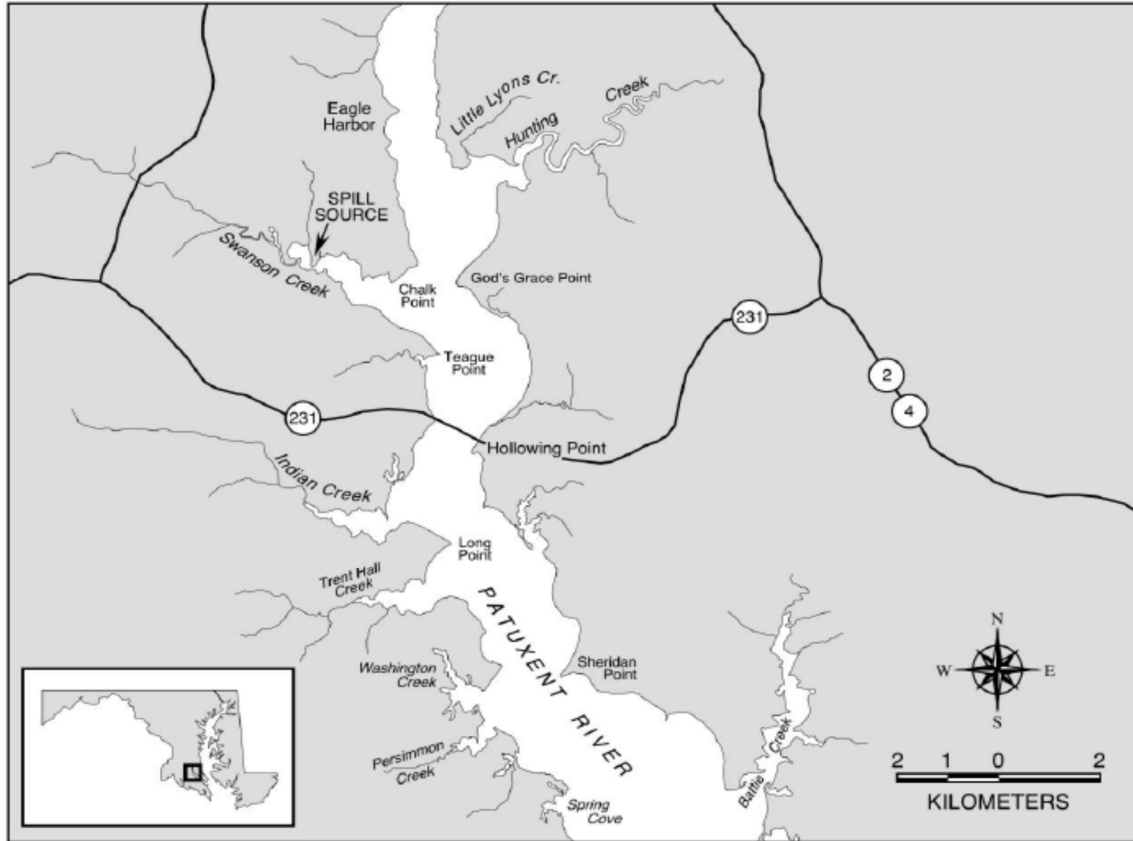 Eagle
Harbor
Little Lyons Cr.
Hunting
Creek
SPILL
SOURCE
Swanson Creek
Chalk
Point
God's Grace Point
231
Teague
Point
2
4
231
Hollowing Point
Indian Creek
Long
Point
Trent Hall
Creek
PATUXENT RIVER
Washington
Creek
Sheridan
Point
Persimmon
Creek
Battle Creek
Spring
Cove
N
W E
S
2 1 0 2
KILOMETERS